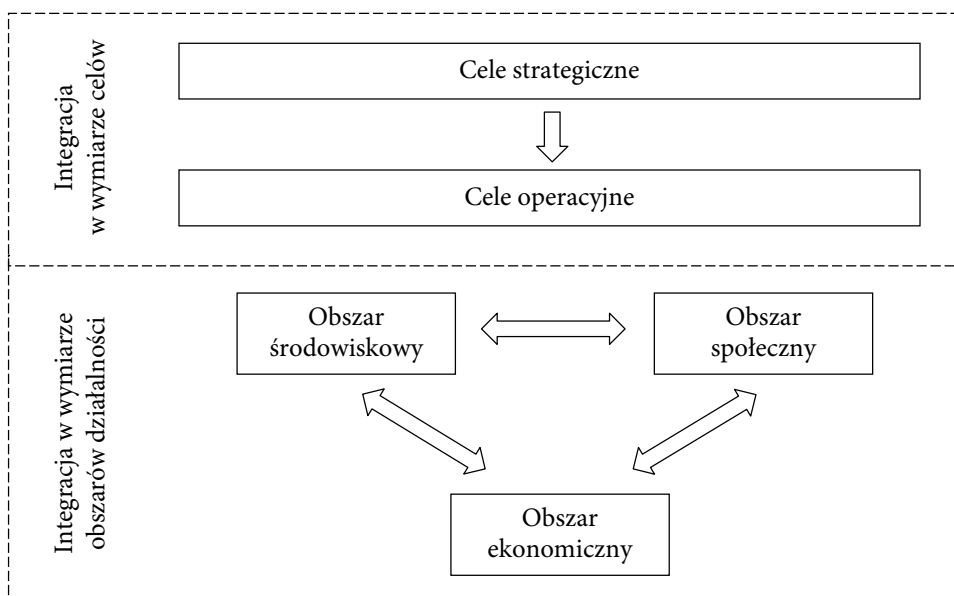 Integracja
w wymiarze celów
Cele strategiczne
Cele operacyjne
Integracja w wymiarze
obszarów działalności
Obszar
środowiskowy
Obszar
społeczny
Obszar
ekonomiczny